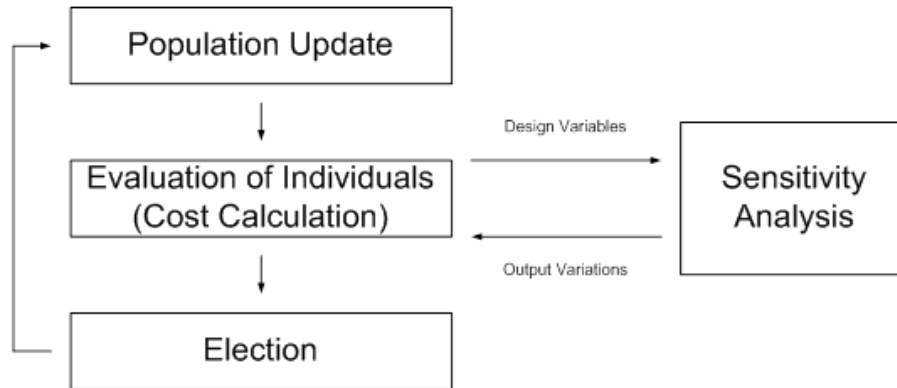 Population Update
Design Variables
Evaluation of Individuals
(Cost Calculation)
Sensitivity
Analysis
Output Variations
Election